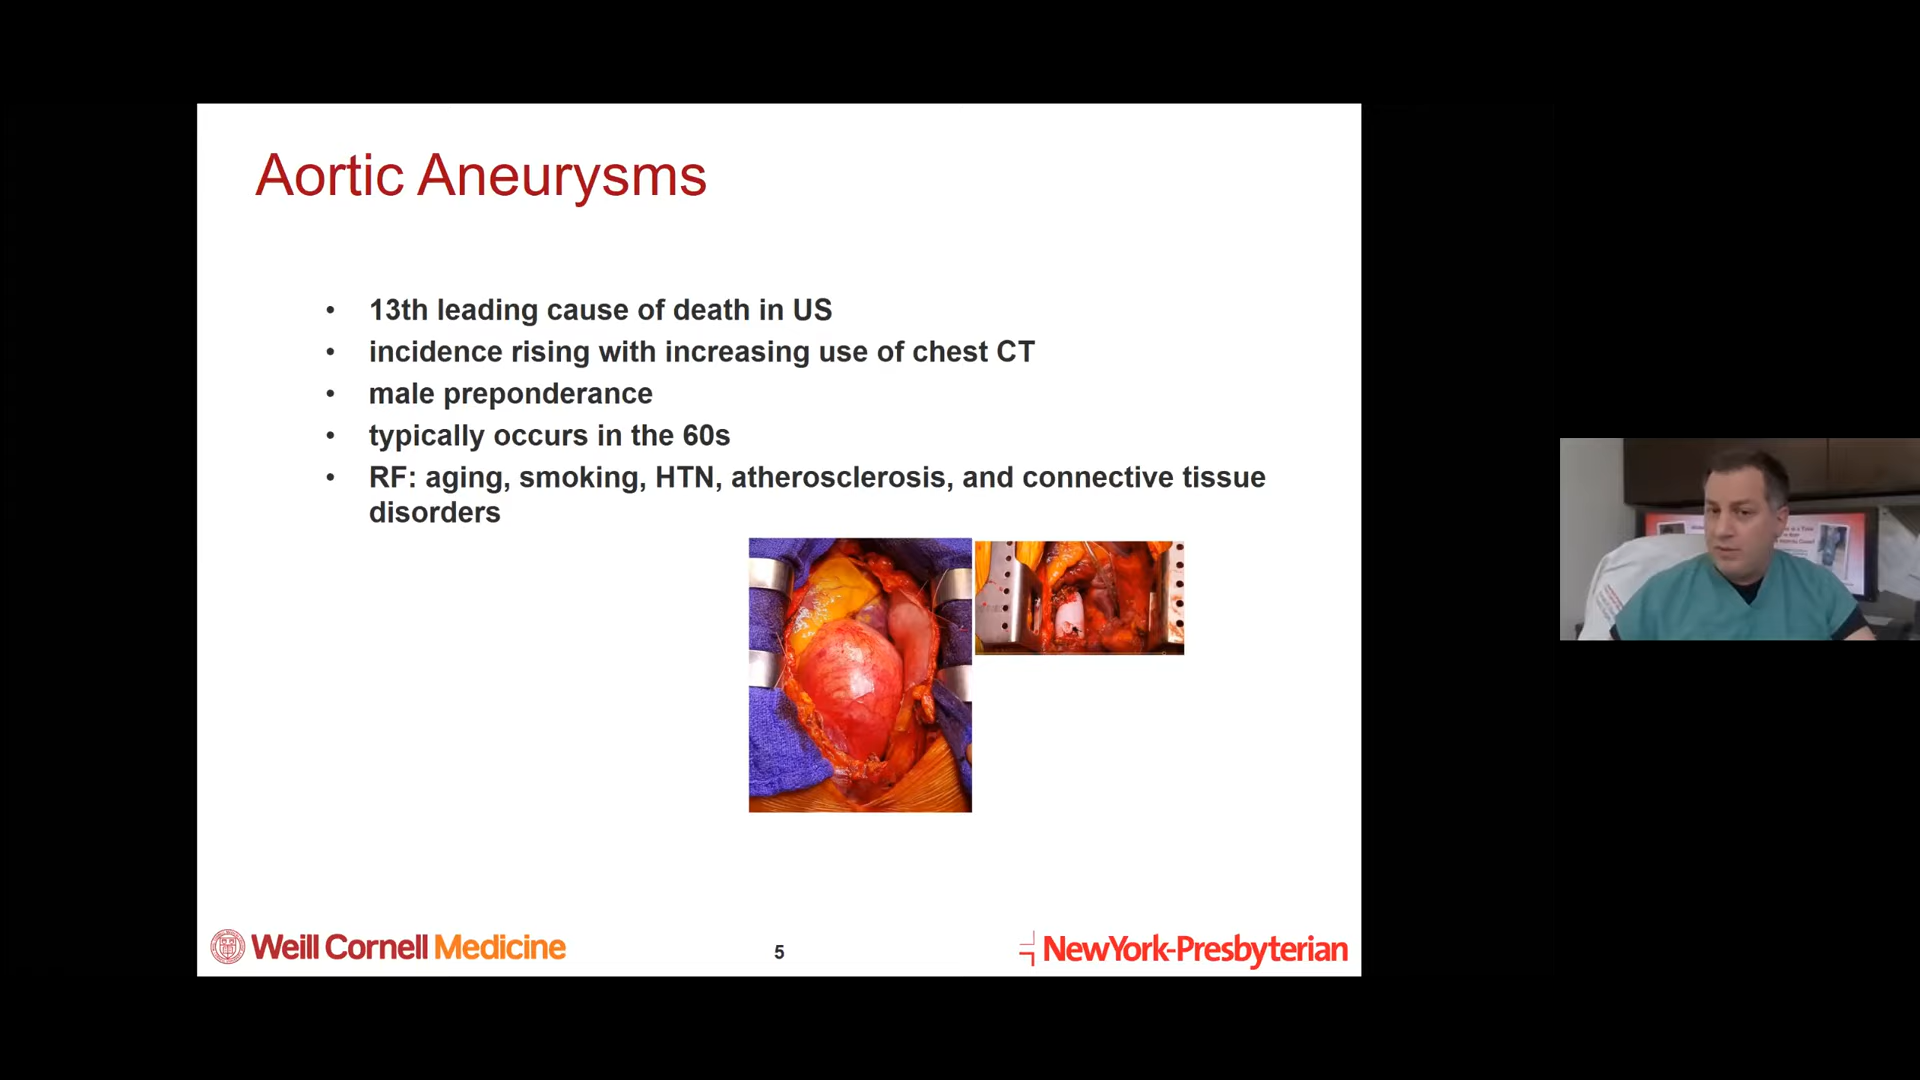 Aortic Aneurysms
• 13th leading cause of death in US
• incidence rising with increasing use of chest CT
• male preponderance
• typically occurs in the 60s
• RF: aging, smoking, HTN, atherosclerosis, and connective tissue
disorders
Weill Cornell Medicine
5
NewYork-Presbyterian